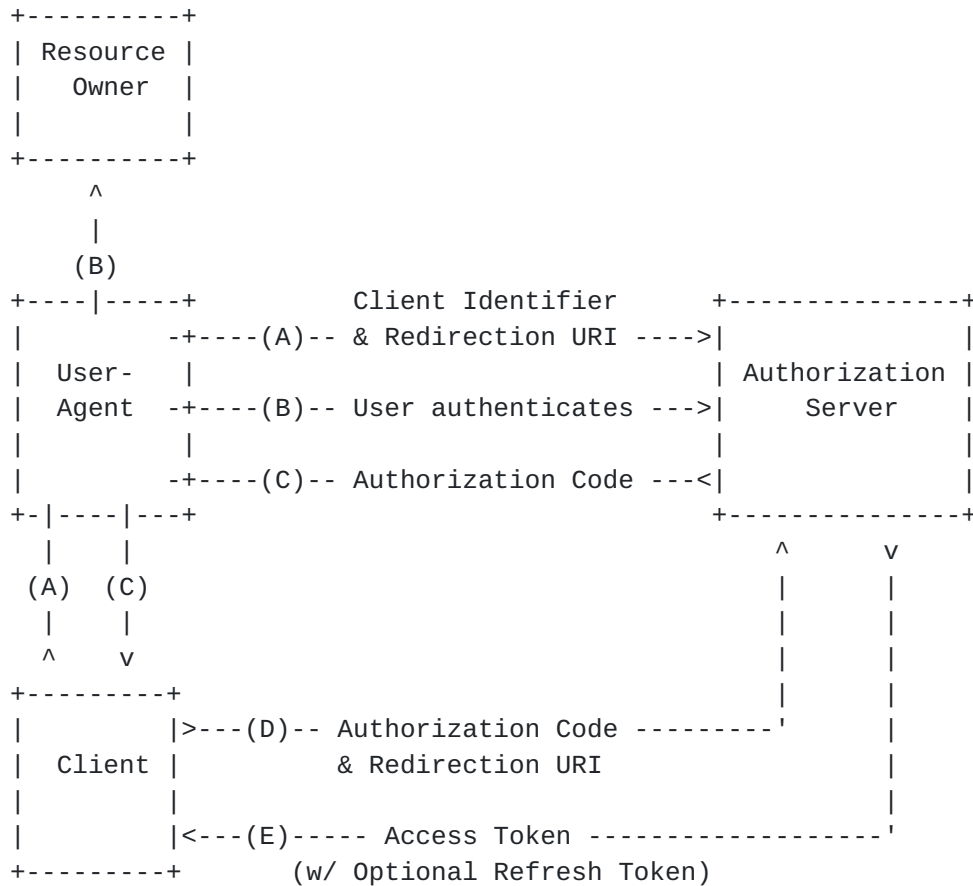 +----------+
| Resource |
|   Owner  |
|          |
+----------+
     ^
     |
    (B)
+----|-----+          Client Identifier      +---------------+
|         -+----(A)-- & Redirection URI ---->|               |
|  User-   |                                 | Authorization |
|  Agent  -+----(B)-- User authenticates --->|     Server    |
|          |                                 |               |
|         -+----(C)-- Authorization Code ---<|               |
+-|----|---+                                 +---------------+
  |    |                                         ^      v
 (A)  (C)                                        |      |
  |    |                                         |      |
  ^    v                                         |      |
+---------+                                      |      |
|         |>---(D)-- Authorization Code ---------'      |
|  Client |          & Redirection URI                  |
|         |                                             |
|         |<---(E)----- Access Token -------------------'
+---------+       (w/ Optional Refresh Token)